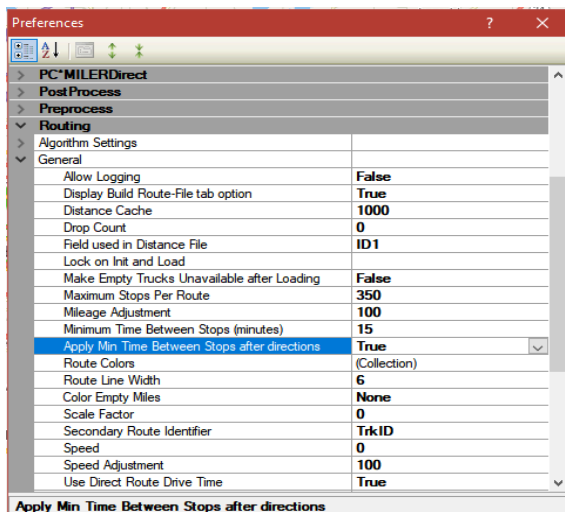 Preferences
PC*MILERDirect
PostProcess
Preprocess
Routing
Algorithm Settings
General
Allow Logging False
Display Build Route-File tab option True
Distance Cache 1000
Drop Count 0
Field used in Distance File ID1
Lock on Init and Load
Make Empty Trucks Unavailable after Loading False
Maximum Stops Per Route 350
Mileage Adjustment 100
Minimum Time Between Stops (minutes) 15
Apply Min Time Between Stops after directions True
Route Colors (Collection)
Route Line Width 6
Color Empty Miles None
Scale Factor 0
Secondary Route Identifier TrkID
Speed 0
Speed Adjustment 100
Use Direct Route Drive Time True
Apply Min Time Between Stops after directions